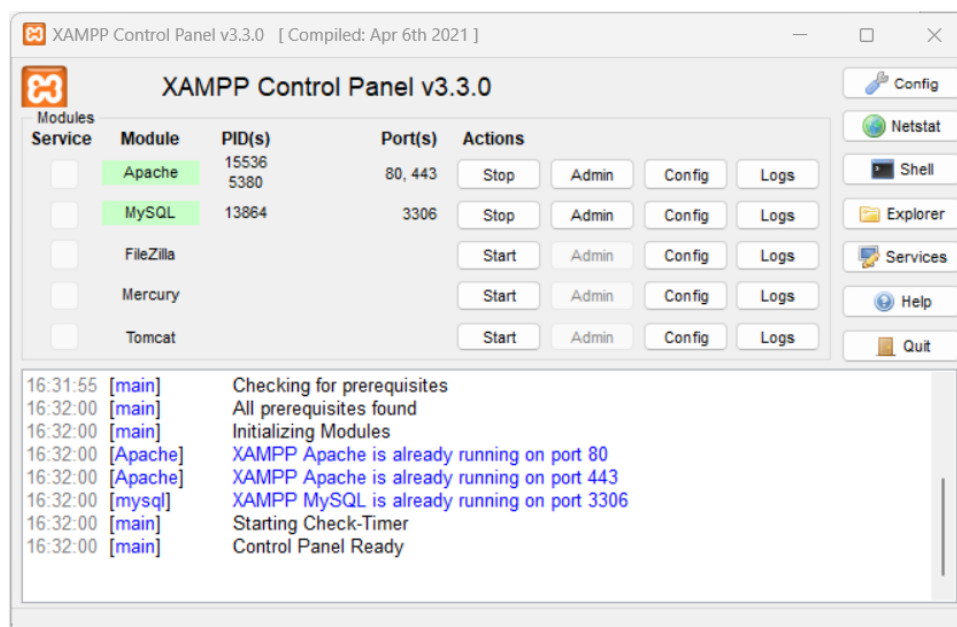 XAMPP Control Panel v3.3.0 [ Compiled: Apr 6th 2021 ]
XAMPP Control Panel v3.3.0
Config
Modules
Netstat
Service Module PID(s) Port(s) Actions
Apache 15536 5380 80, 443 Stop Admin Config Logs
Shell
MySQL 13864 3306 Stop Admin Config Logs
Explorer
FileZilla Start Admin Config Logs
Services
Mercury Start Admin Config Logs
Help
Tomcat Start Admin Config Logs
Quit
16:31:55 [main] Checking for prerequisites
16:32:00 [main] All prerequisites found
16:32:00 [main] Initializing Modules
16:32:00 [Apache] XAMPP Apache is already running on port 80
16:32:00 [Apache] XAMPP Apache is already running on port 443
16:32:00 [mysql] XAMPP MySQL is already running on port 3306
16:32:00 [main] Starting Check-Timer
16:32:00 [main] Control Panel Ready